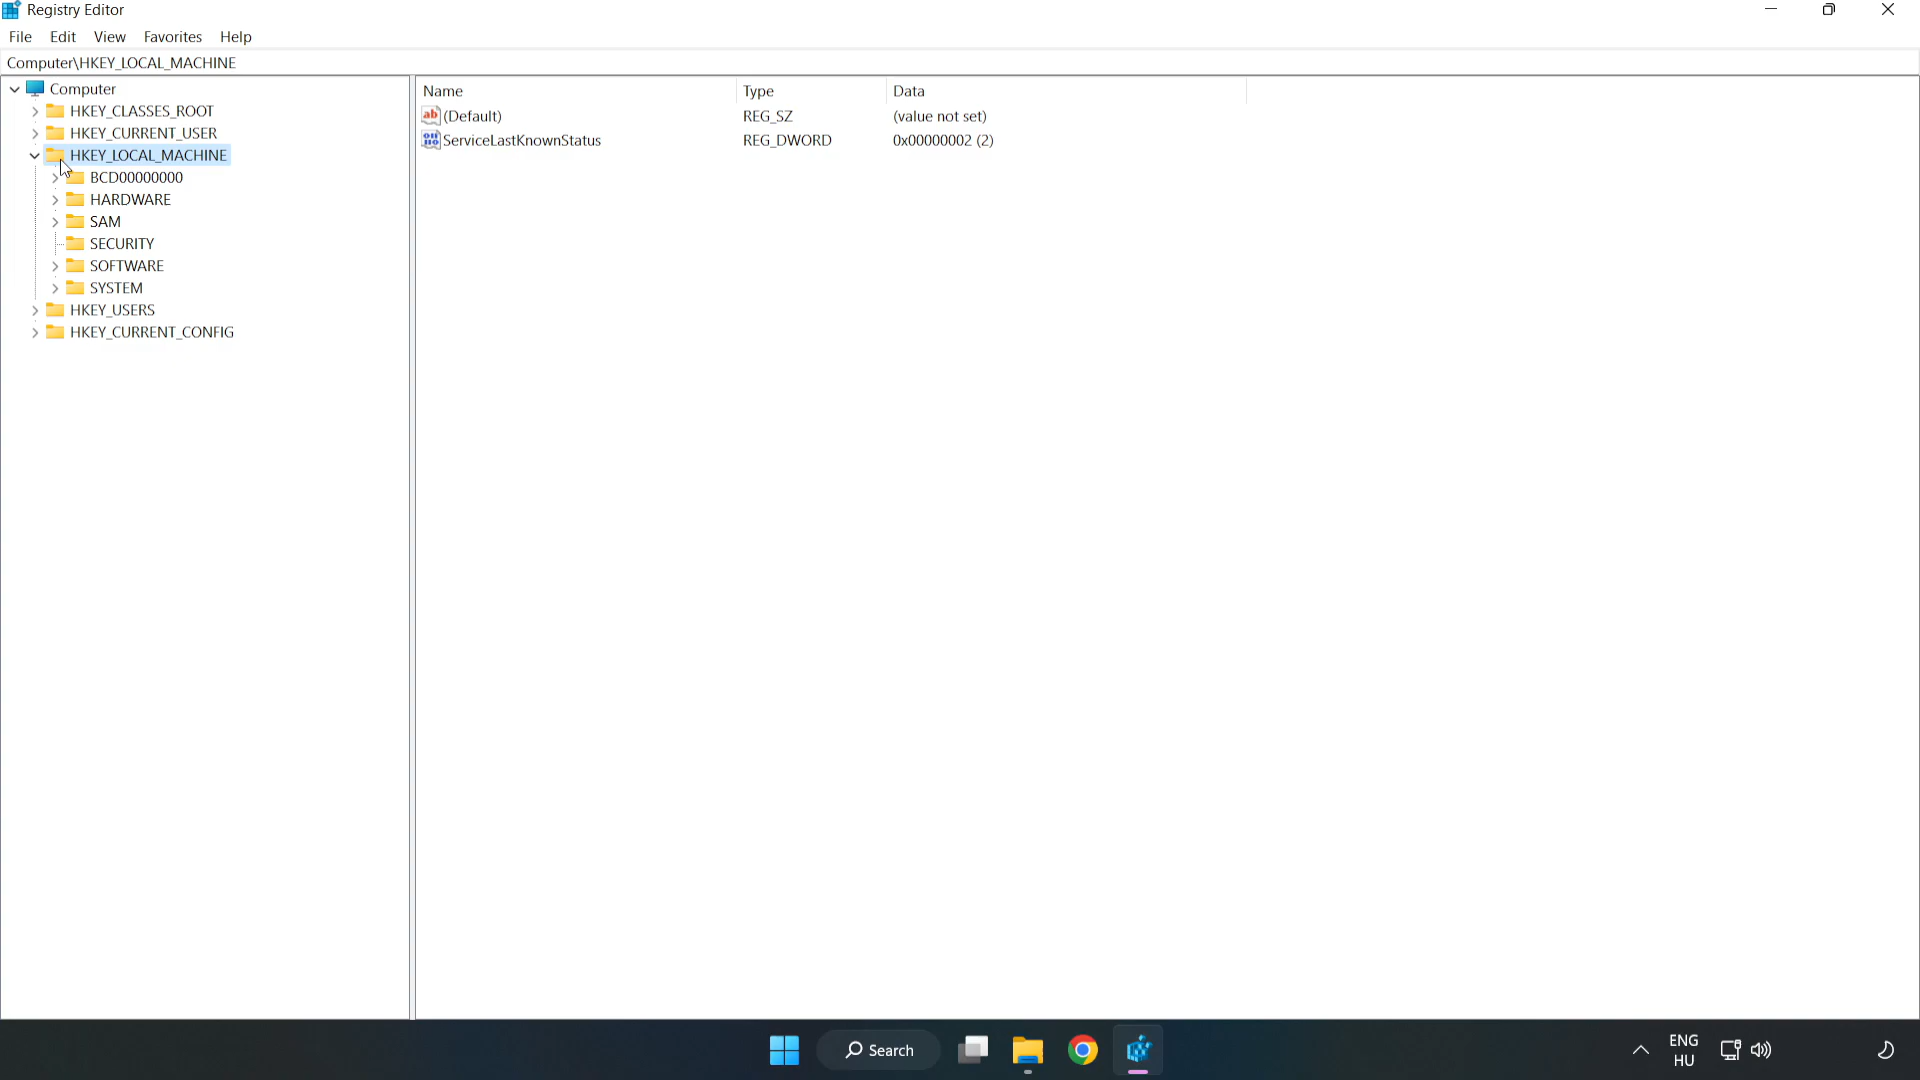 Registry Editor
File Edit View Favorites Help
Computer\HKEY_LOCAL_MACHINE
Computer
HKEY_CLASSES_ROOT
HKEY_CURRENT_USER
HKEY_LOCAL_MACHINE
BCD00000000
HARDWARE
SAM
SECURITY
SOFTWARE
SYSTEM
HKEY_USERS
HKEY_CURRENT_CONFIG
Name Type Data
ab (Default) REG_SZ (value not set)
ServiceLastKnownStatus REG_DWORD 0x00000002 (2)
Search
ENG
HU